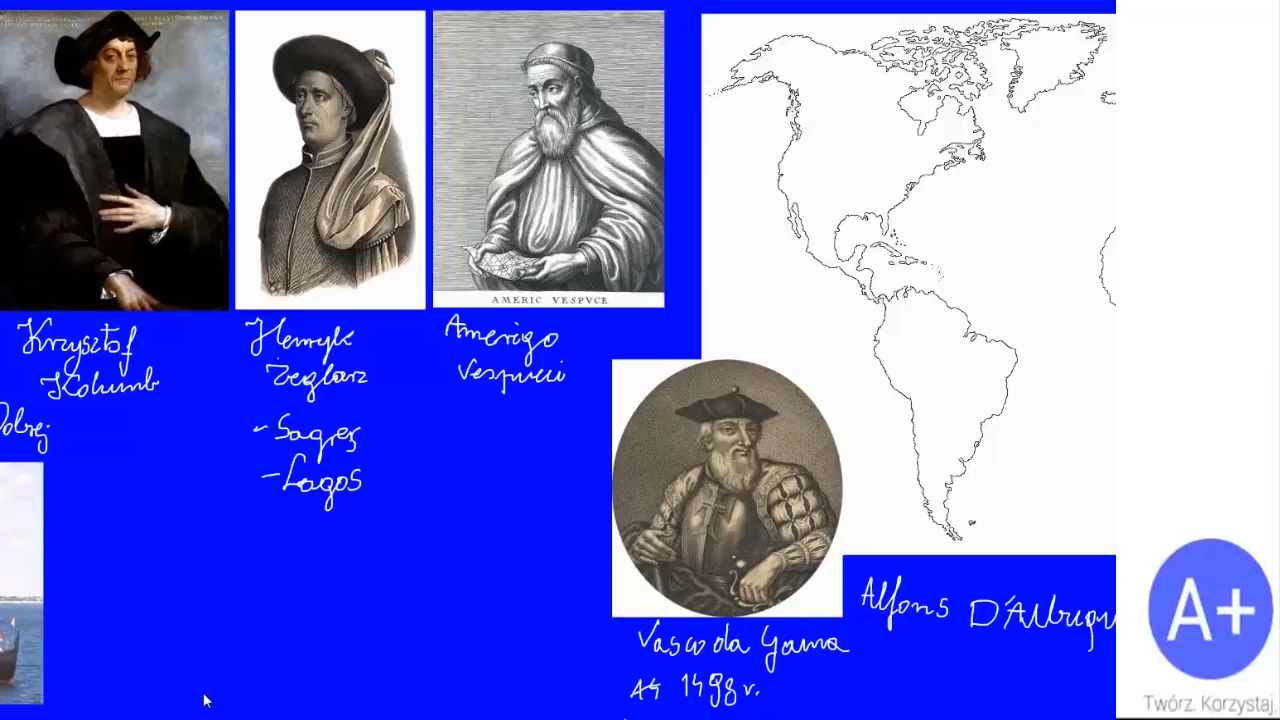 Krzysztof
Kolumb
AMERIC VESPVCE
Henryk
Żeglarz
- Sagres
- Lagos
Amerigo
Vespucci
Vasco da Gama
1498 r.
Alfons D'Albuqu
A+
Twórz. Korzystaj.